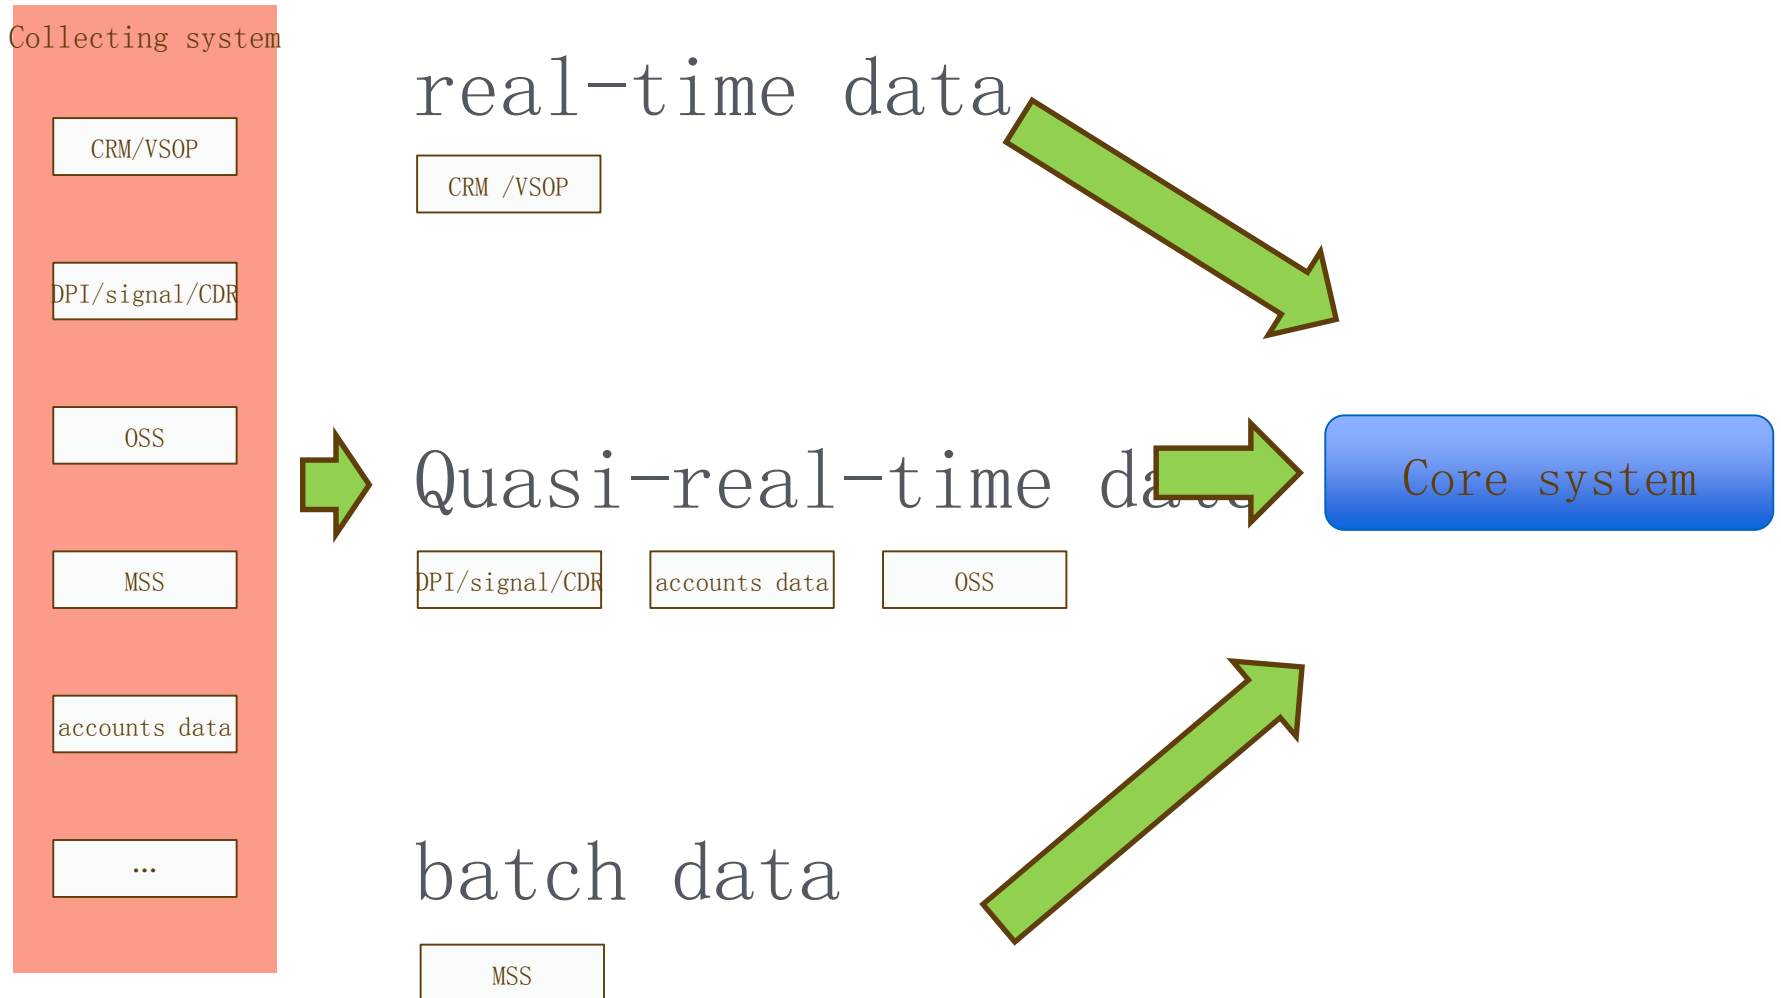 Collecting system
CRM/VSOP
DPI/signal/CDR
OSS
MSS
accounts data
…
real-time data
CRM /VSOP
Quasi-real-time data
DPI/signal/CDR
accounts data
OSS
batch data
MSS
Core system